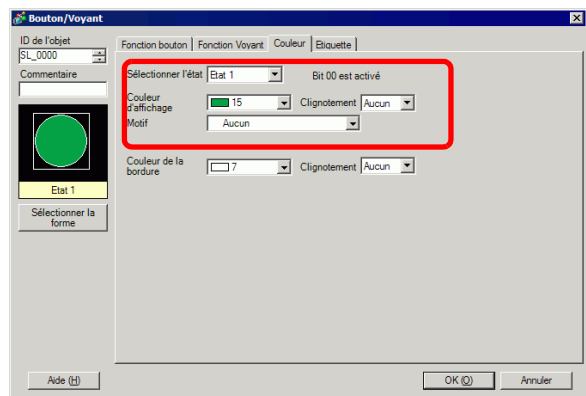 Bouton/Voyant
ID de l'objet
SL_0000
Commentaire
Etat 1
Sélectionner la
forme
Fonction bouton Fonction Voyant Couleur Etiquette
Sélectionner l'état Etat 1 Bit 00 est activé
Couleur
d'affichage 15 Clignotement Aucun
Motif Aucun
Couleur de la
bordure 7 Clignotement Aucun
Aide (H) OK (O) Annuler